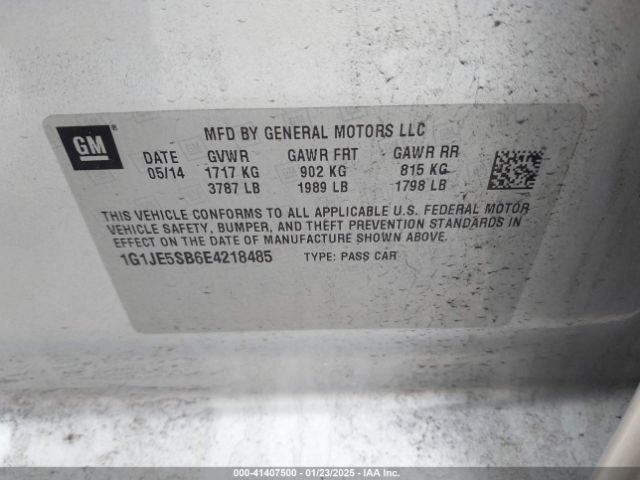 GM
MFD BY GENERAL MOTORS LLC
DATE GVWR GAWR FRT GAWR RR
05/14 1717 KG 902 KG 815 KG
3787 LB 1989 LB 1798 LB
THIS VEHICLE CONFORMS TO ALL APPLICABLE U.S. FEDERAL MOTOR
VEHICLE SAFETY, BUMPER, AND THEFT PREVENTION STANDARDS IN
EFFECT ON THE DATE OF MANUFACTURE SHOWN ABOVE.
1G1JE5SB6E4218485 TYPE: PASS CAR
000-41407500 - 01/23/2025 - IAA Inc.